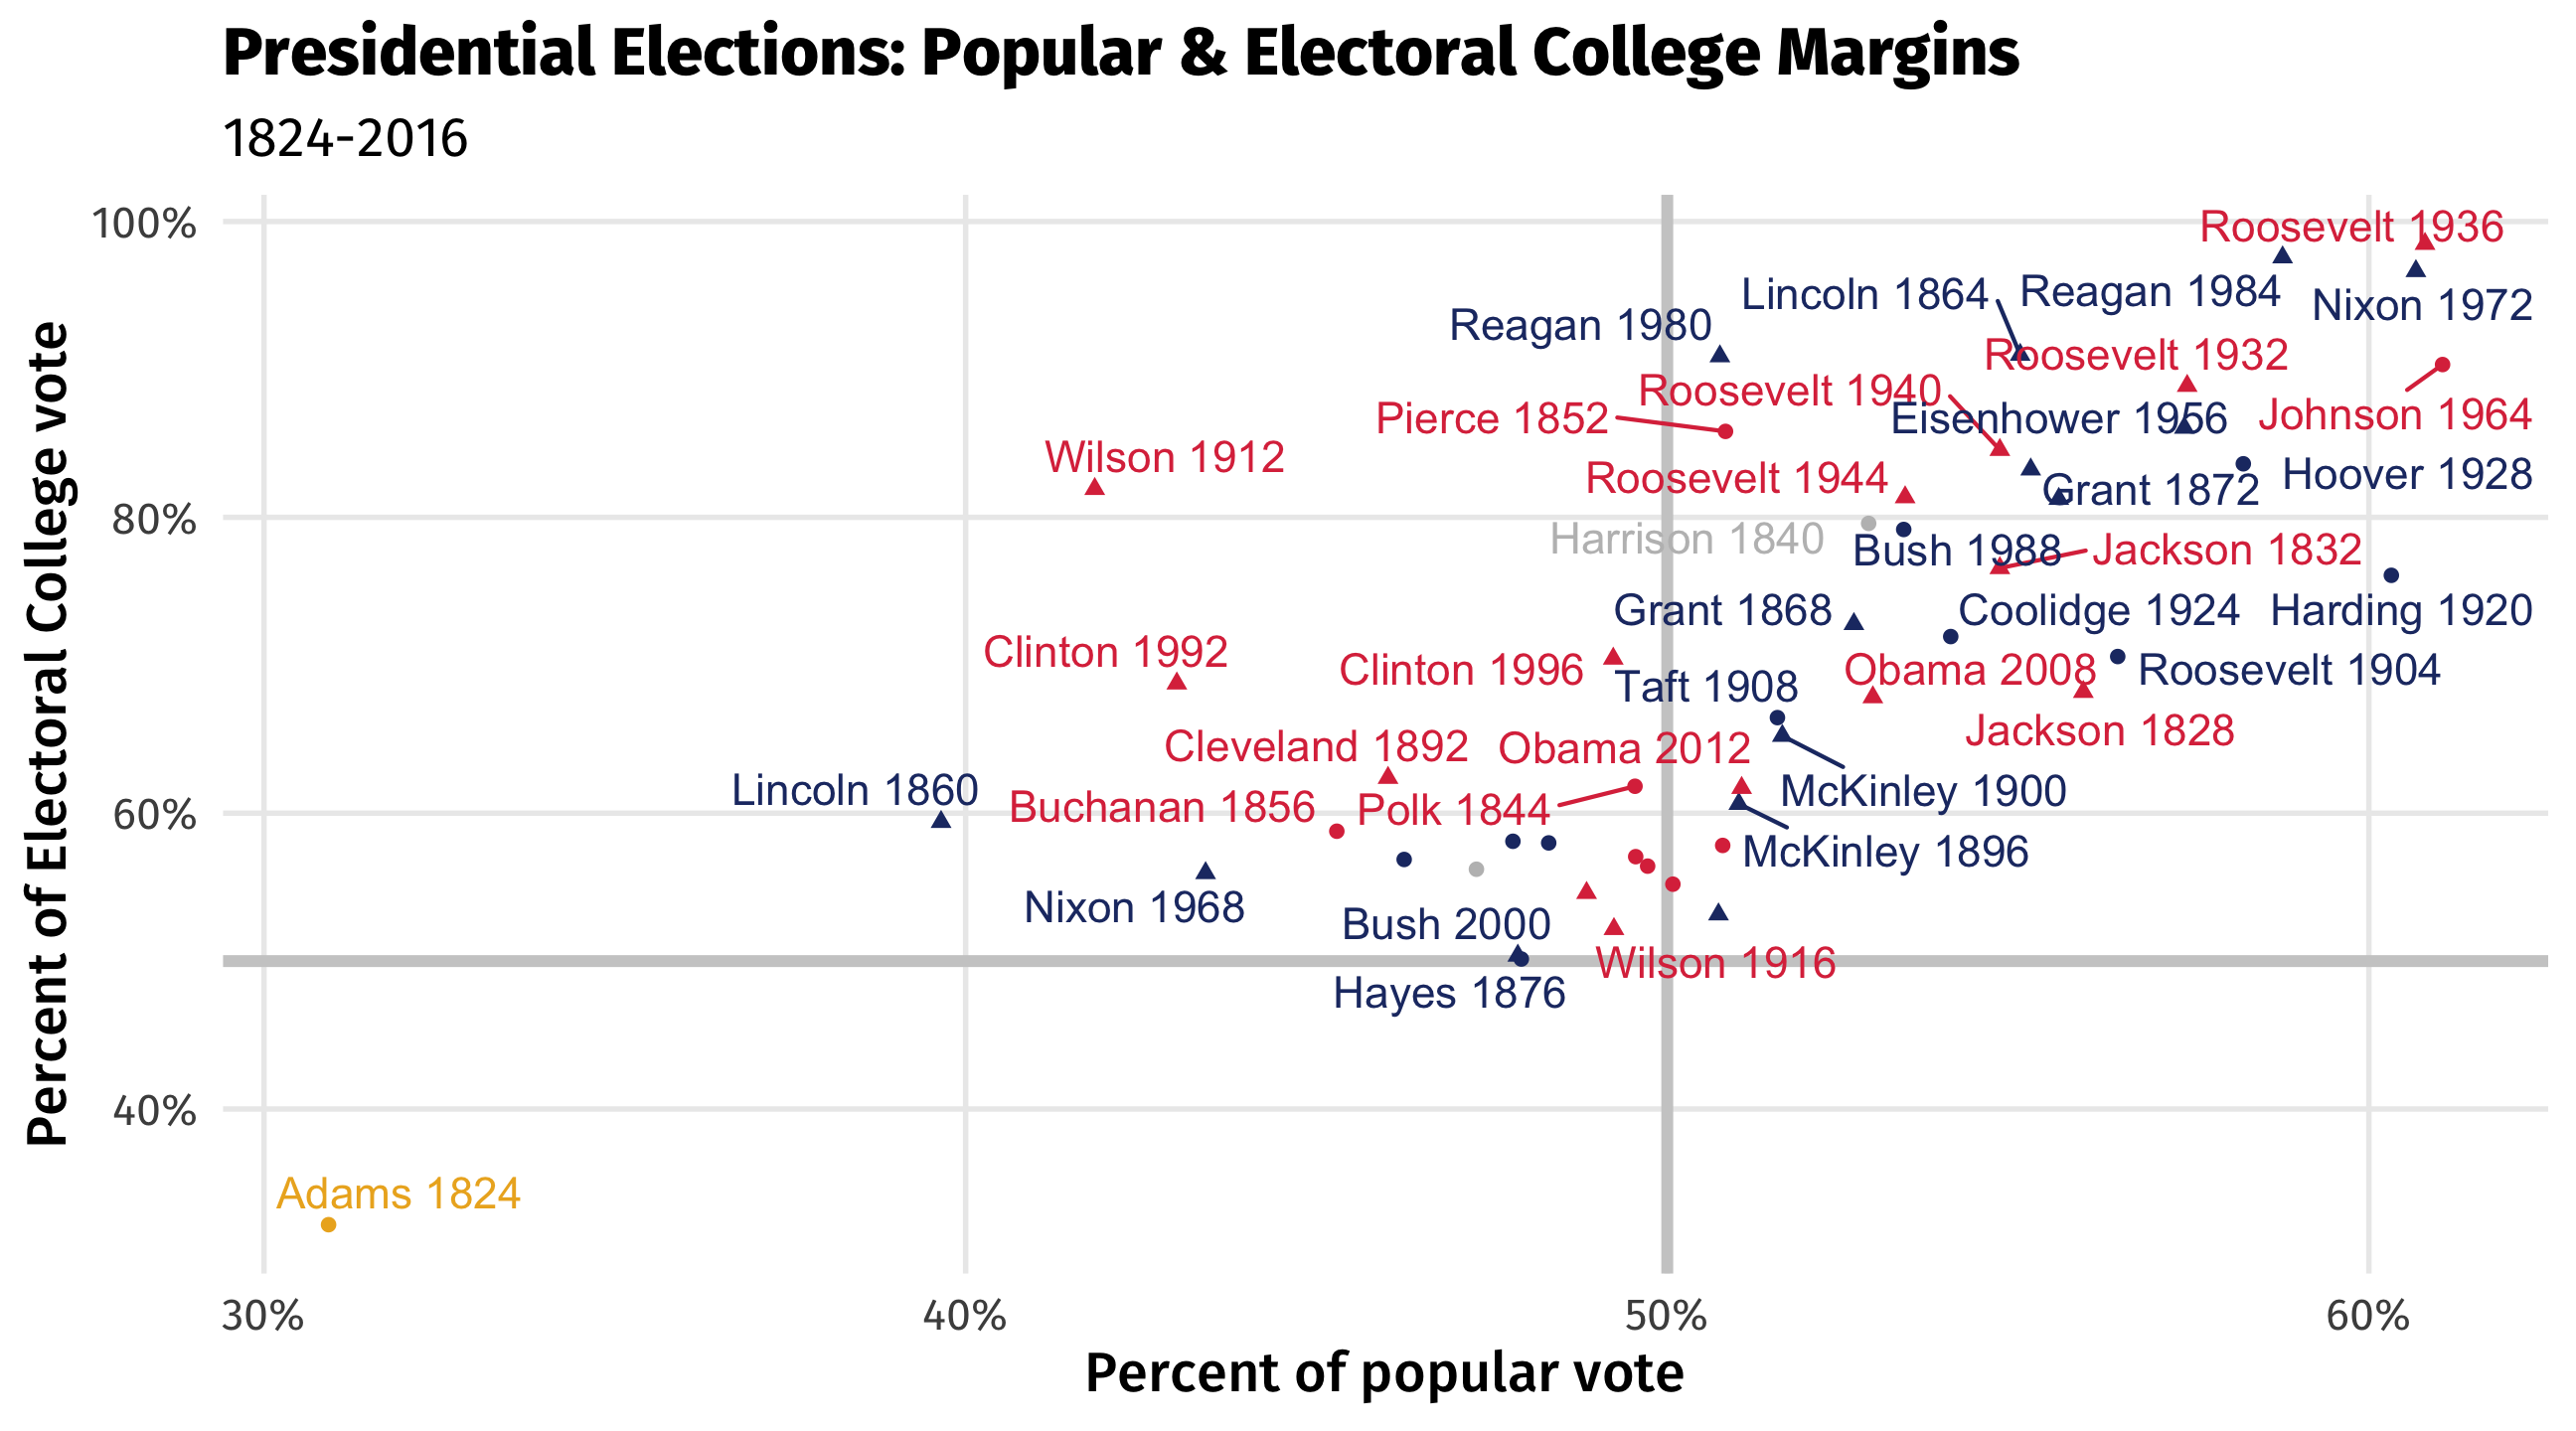 Presidential Elections: Popular & Electoral College Margins
1824-2016
Percent of Electoral College vote
100%
80%
60%
40%
Roosevelt 1936
Lincoln 1864
Reagan 1984
Nixon 1972
Reagan 1980
Roosevelt 1932
Roosevelt 1940
Pierce 1852
Eisenhower 1956
Johnson 1964
Wilson 1912
Roosevelt 1944
Grant 1872
Hoover 1928
Harrison 1840
Bush 1988
Jackson 1832
Grant 1868
Coolidge 1924
Harding 1920
Clinton 1992
Clinton 1996
Taft 1908
Obama 2008
Roosevelt 1904
Jackson 1828
Cleveland 1892
Obama 2012
Lincoln 1860
Buchanan 1856
Polk 1844
McKinley 1900
McKinley 1896
Nixon 1968
Bush 2000
Wilson 1916
Hayes 1876
Adams 1824
30%
40%
50%
60%
Percent of popular vote